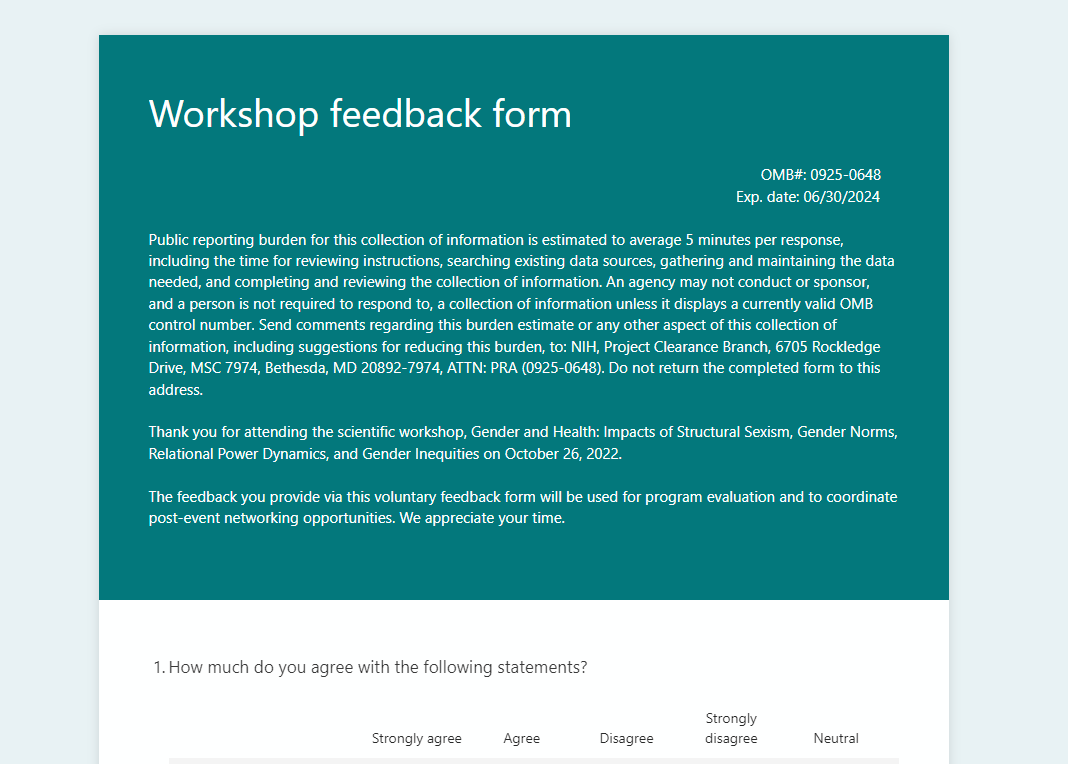 Workshop feedback form
OMB#: 0925-0648
Exp. date: 06/30/2024
Public reporting burden for this collection of information is estimated to average 5 minutes per response,
including the time for reviewing instructions, searching existing data sources, gathering and maintaining the data
needed, and completing and reviewing the collection of information. An agency may not conduct or sponsor,
and a person is not required to respond to, a collection of information unless it displays a currently valid OMB
control number. Send comments regarding this burden estimate or any other aspect of this collection of
information, including suggestions for reducing this burden, to: NIH, Project Clearance Branch, 6705 Rockledge
Drive, MSC 7974, Bethesda, MD 20892-7974, ATTN: PRA (0925-0648). Do not return the completed form to this
address.
Thank you for attending the scientific workshop, Gender and Health: Impacts of Structural Sexism, Gender Norms,
Relational Power Dynamics, and Gender Inequities on October 26, 2022.
The feedback you provide via this voluntary feedback form will be used for program evaluation and to coordinate
post-event networking opportunities. We appreciate your time.
1. How much do you agree with the following statements?
Strongly agree Agree Disagree Strongly disagree Neutral